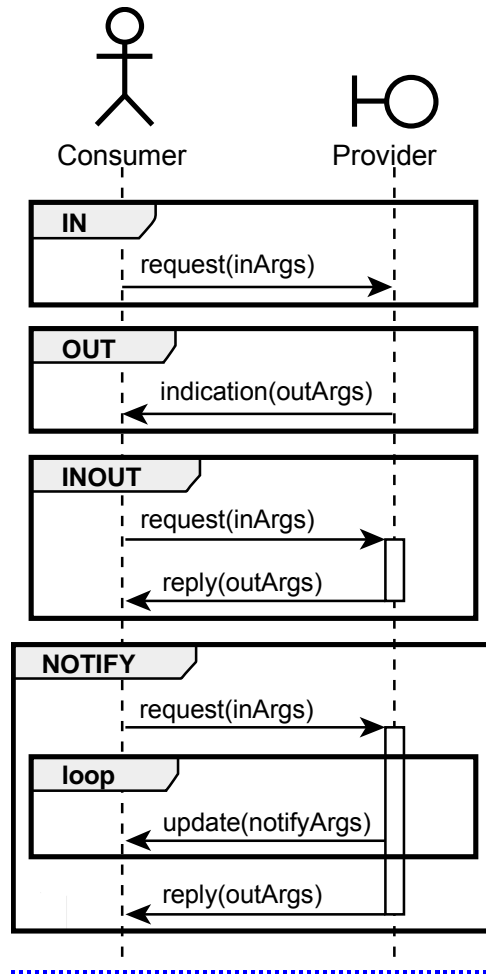 Consumer Provider
IN
request(inArgs)
OUT
indication(outArgs)
INOUT
request(inArgs)
reply(outArgs)
NOTIFY
request(inArgs)
loop
update(notifyArgs)
reply(outArgs)